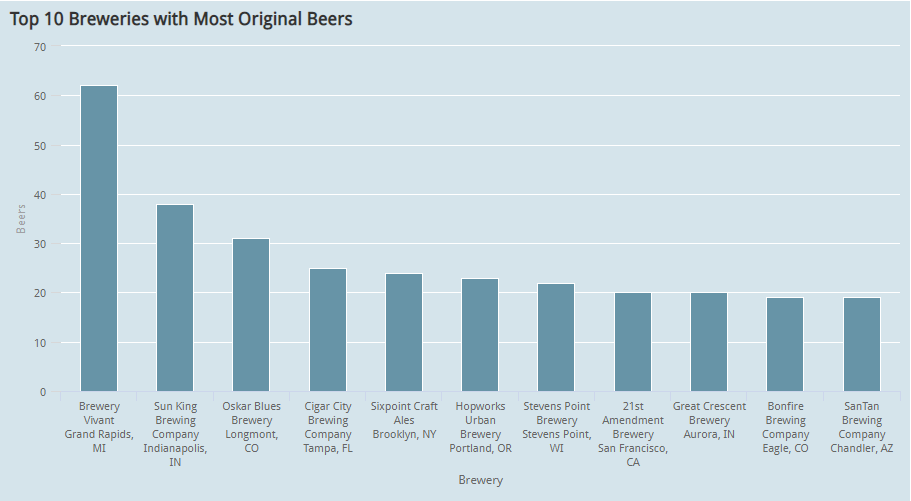 Top 10 Breweries with Most Original Beers
70
60
50
40
30
20
10
0
Beers
Brewery
Vivant
Grand Rapids,
MI
Sun King
Brewing
Company
Indianapolis,
IN
Oskar Blues
Brewery
Longmont,
CO
Cigar City
Brewing
Company
Tampa, FL
Sixpoint Craft
Ales
Brooklyn, NY
Hopworks
Urban
Brewery
Portland, OR
Stevens Point
Brewery
Stevens Point,
WI
21st
Amendment
Brewery
San Francisco,
CA
Great Crescent
Brewery
Aurora, IN
Bonfire
Brewing
Company
Eagle, CO
SanTan
Brewing
Company
Chandler, AZ
Brewery